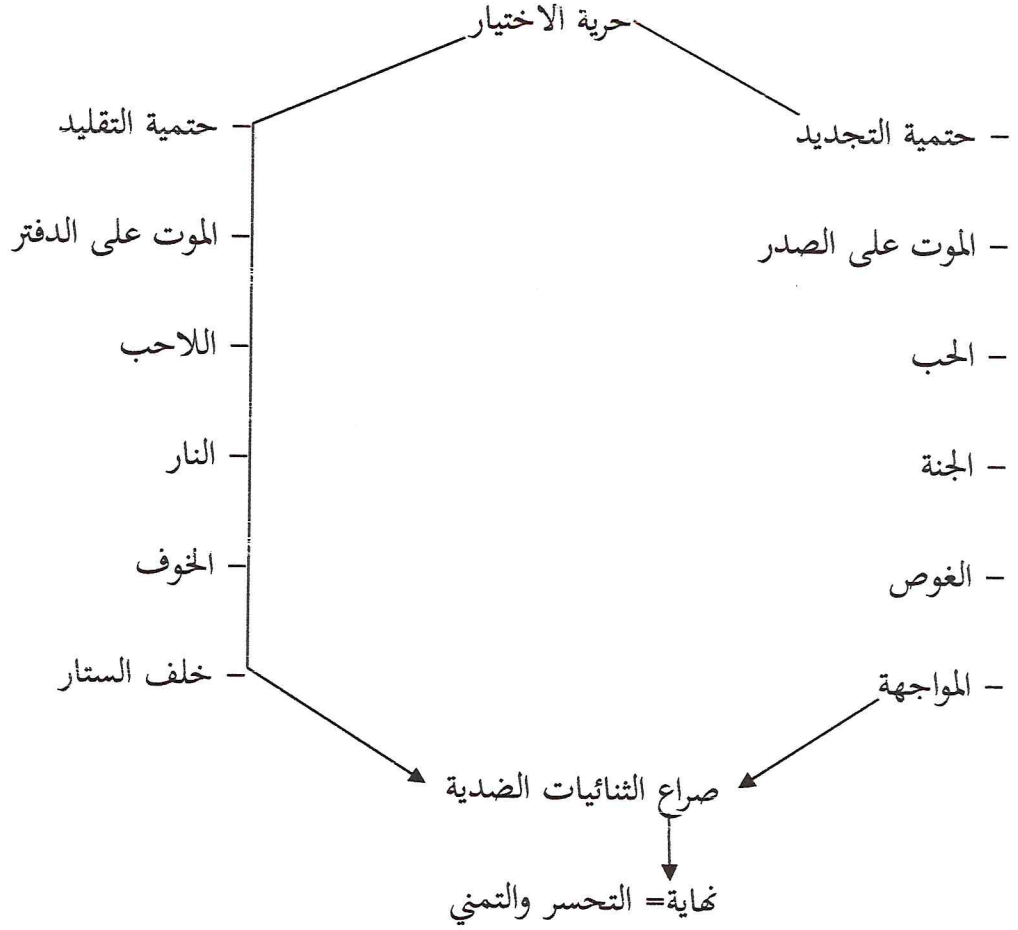 حرية الاختيار
– حتمية التجديد
– حتمية التقليد
– الموت على الصدر
– الموت على الدفتر
– الحب
– اللاحب
– الجنة
– النار
– الغوص
– الخوف
– المواجهة
– خلف الستار
صراع الثنائيات الضدية
نهاية= التحسر والتمني